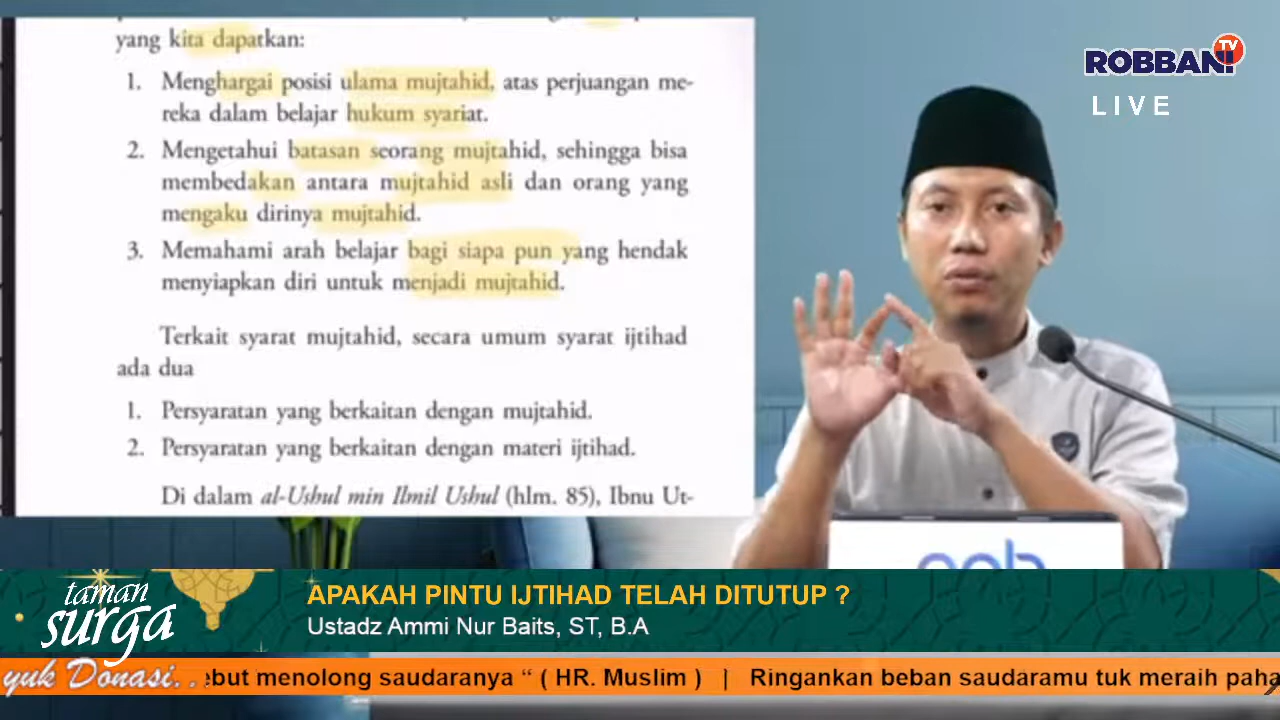 yang kita dapatkan:
1. Menghargai posisi ulama mujtahid, atas perjuangan me-
reka dalam belajar hukum syariat.
2. Mengetahui batasan seorang mujtahid, sehingga bisa
membedakan antara mujtahid asli dan orang yang
mengaku dirinya mujtahid.
3. Memahami arah belajar bagi siapa pun yang hendak
menyiapkan diri untuk menjadi mujtahid.
Terkait syarat mujtahid, secara umum syarat ijtihad
ada dua
1. Persyaratan yang berkaitan dengan mujtahid.
2. Persyaratan yang berkaitan dengan materi ijtihad.
Di dalam al-Ushul min Ilmil Ushul (hlm. 85), Ibnu Ut-
ROBBANI TV
LIVE
taman
surga
APAKAH PINTU IJTIHAD TELAH DITUTUP ?
Ustadz Ammi Nur Baits, ST, B.A
yuk Donasi. . ebut menolong saudaranya “ ( HR. Muslim ) | Ringankan beban saudaramu tuk meraih paha